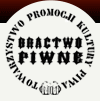 TOWARZYSTWO PROMOCJI KULTURY PIWA
BRACTWO
PIWNE